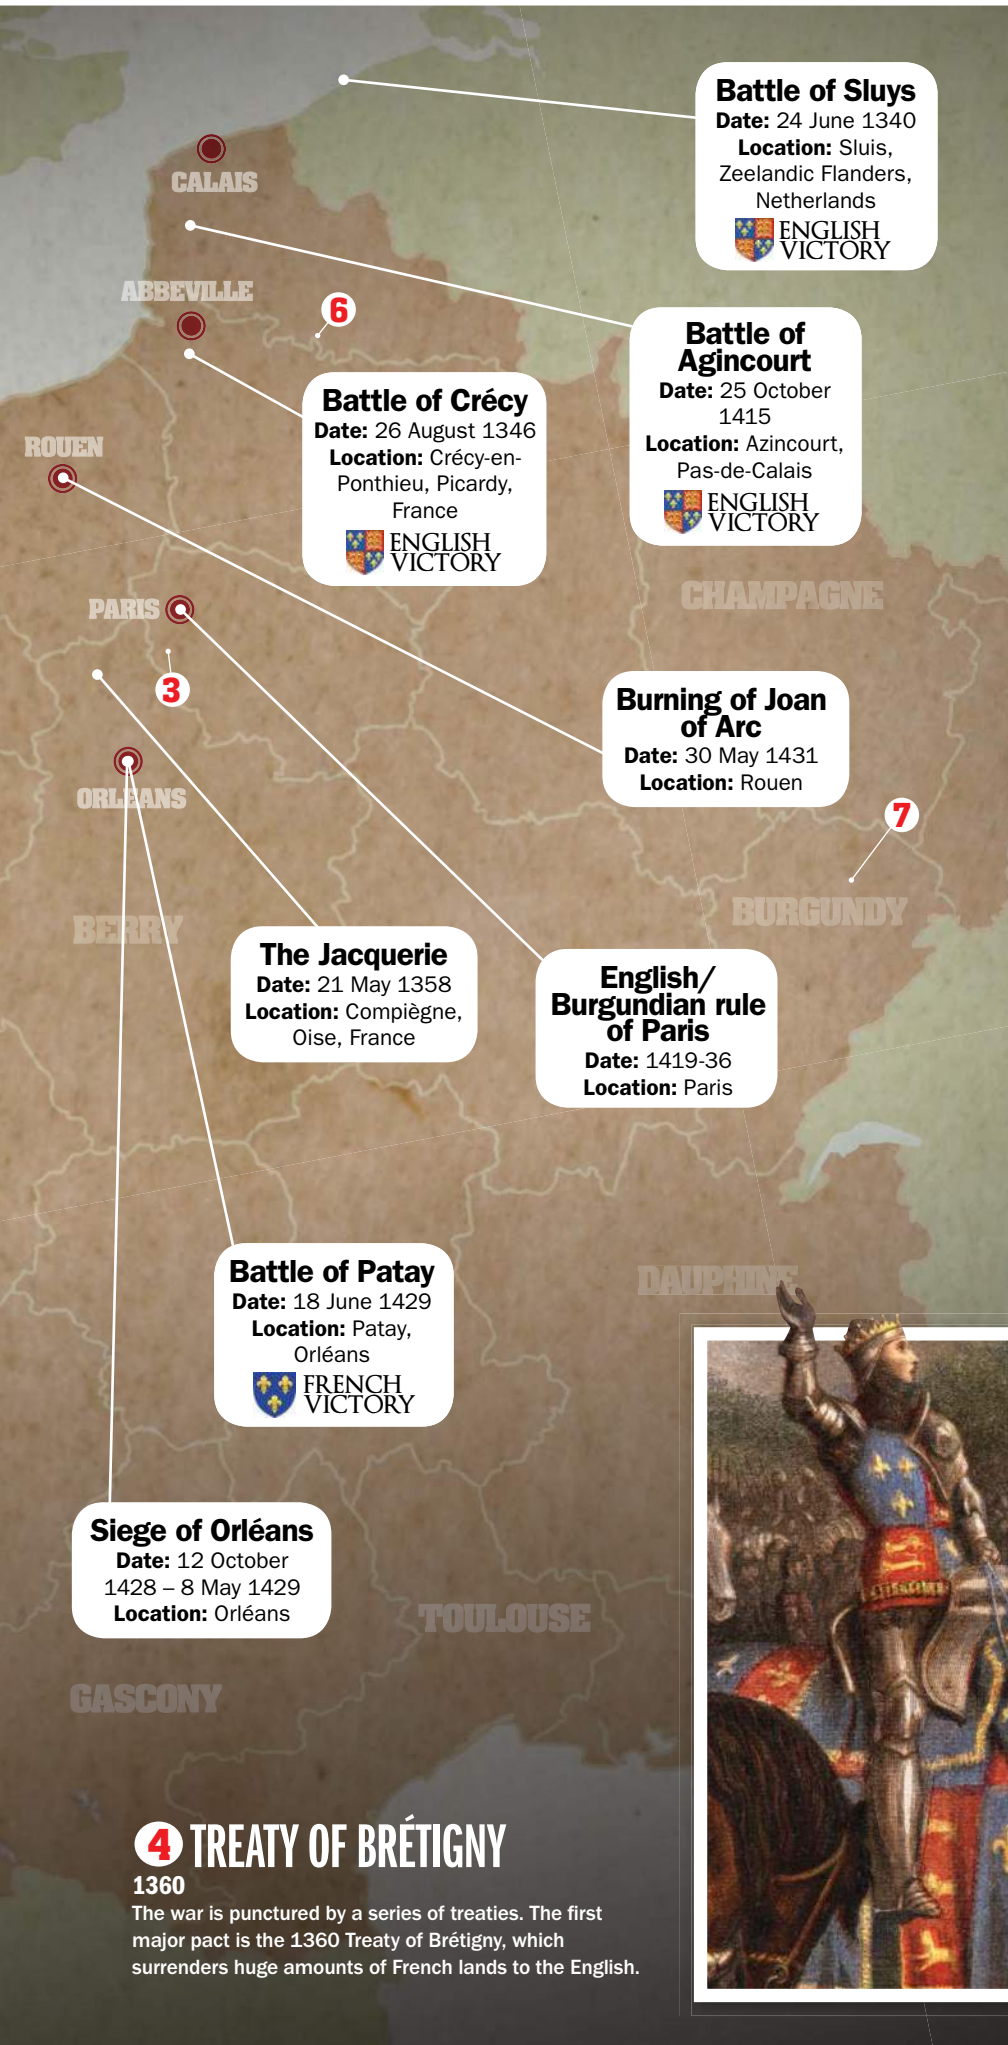 Battle of Sluys
Date: 24 June 1340
Location: Sluis,
Zeelandic Flanders,
Netherlands
ENGLISH
VICTORY
CALAIS
ABBEVILLE
6
Battle of
Agincourt
Date: 25 October
1415
Location: Azincourt,
Pas-de-Calais
ENGLISH
VICTORY
Battle of Crécy
Date: 26 August 1346
Location: Crécy-en-
Ponthieu, Picardy,
France
ENGLISH
VICTORY
ROUEN
CHAMPAGNE
PARIS
3
Burning of Joan
of Arc
Date: 30 May 1431
Location: Rouen
ORLEANS
7
BURGUNDY
BERRY
The Jacquerie
Date: 21 May 1358
Location: Compiègne,
Oise, France
English/
Burgundian rule
of Paris
Date: 1419-36
Location: Paris
Battle of Patay
Date: 18 June 1429
Location: Patay,
Orléans
FRENCH
VICTORY
DAUPHINE
Siege of Orléans
Date: 12 October
1428 – 8 May 1429
Location: Orléans
TOULOUSE
GASCONY
4 TREATY OF BRÉTIGNY
1360
The war is punctured by a series of treaties. The first
major pact is the 1360 Treaty of Brétigny, which
surrenders huge amounts of French lands to the English.